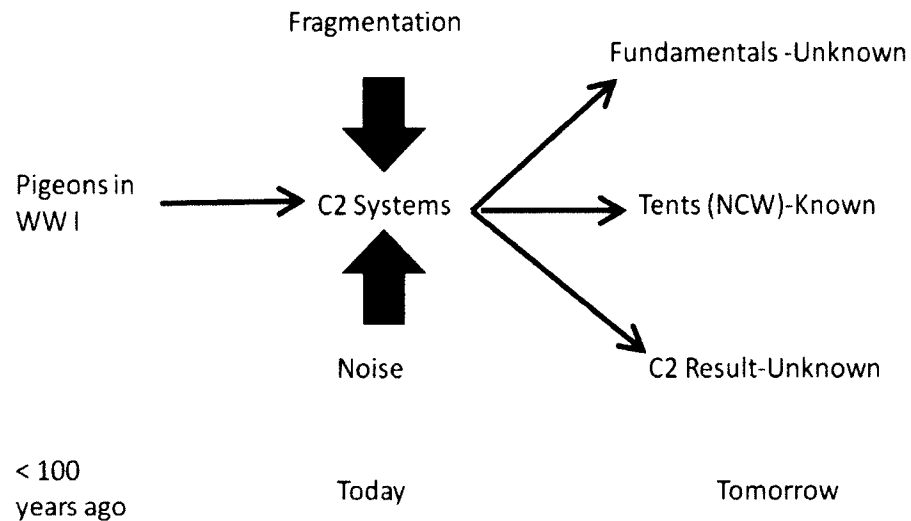 Fragmentation
Fundamentals -Unknown
Pigeons in
WW I
C2 Systems
Tents (NCW)-Known
Noise
C2 Result-Unknown
< 100
years ago
Today
Tomorrow